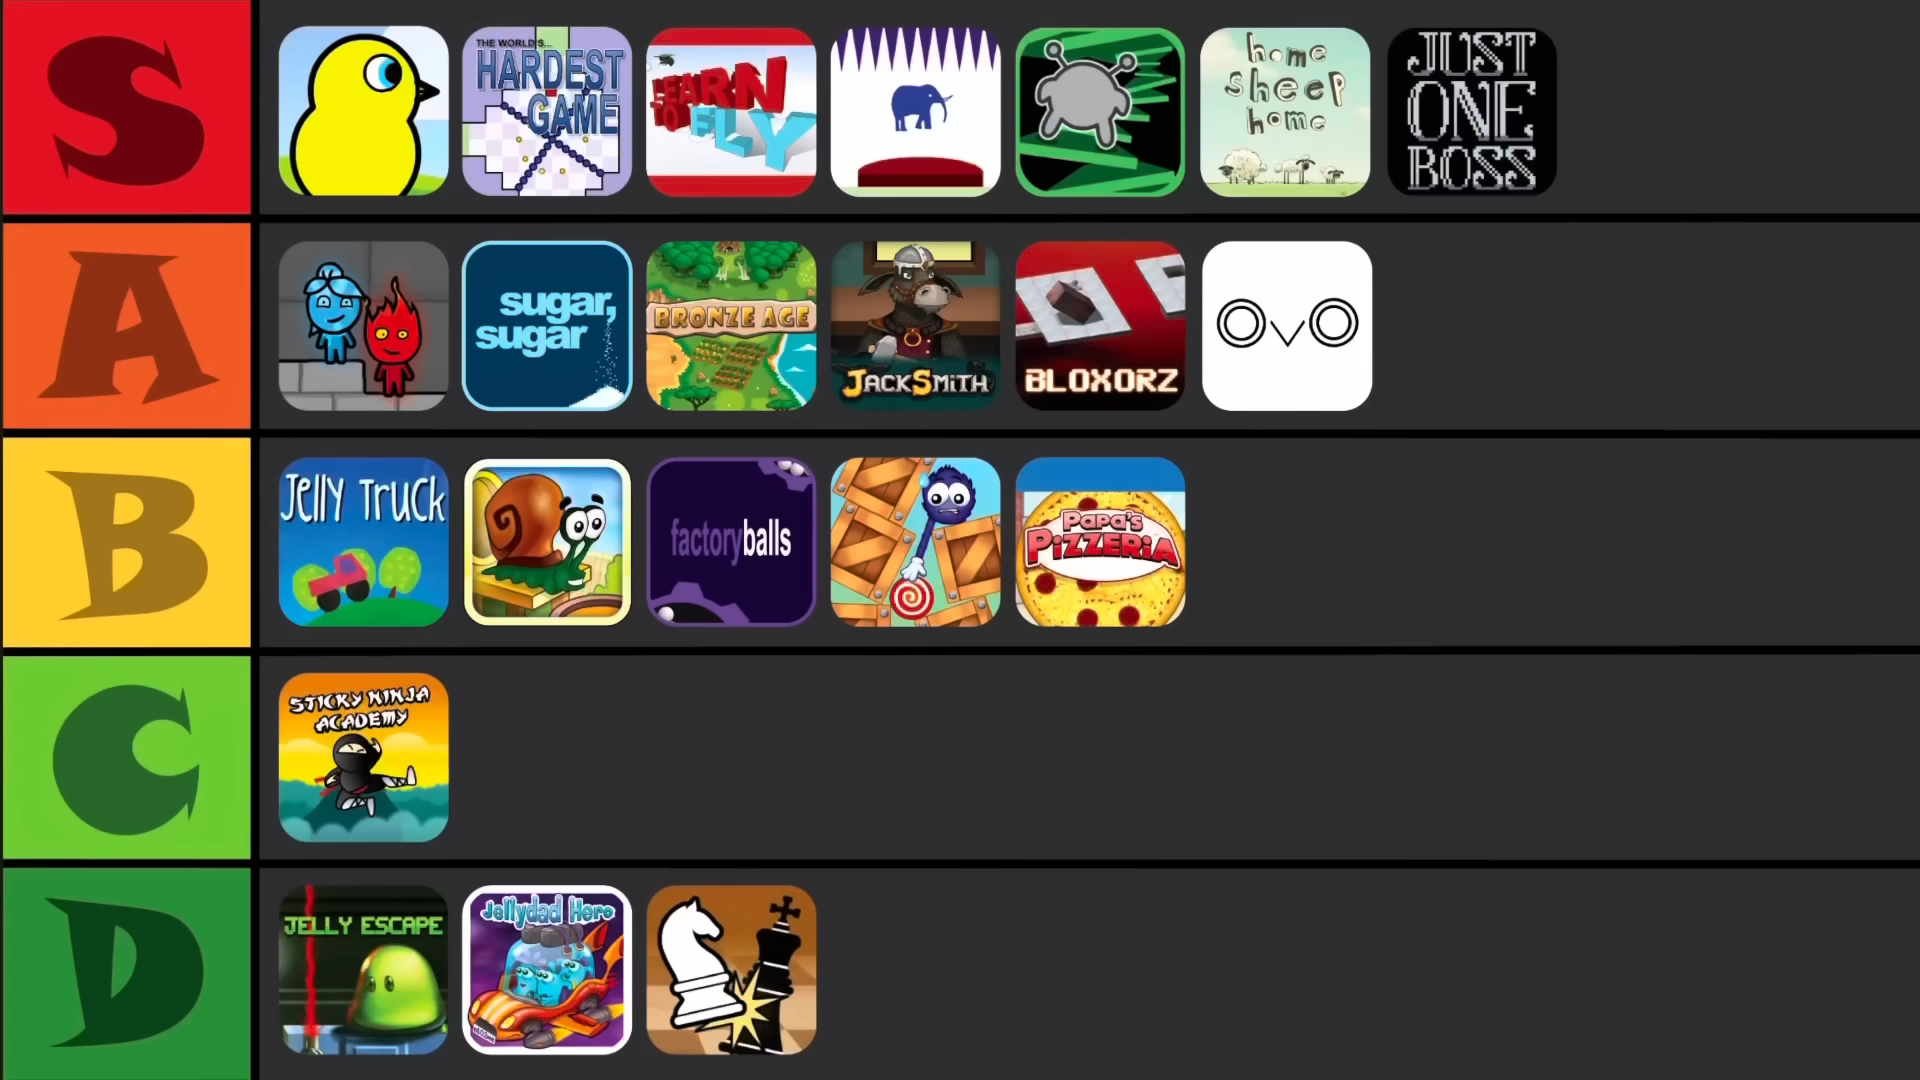 S
THE WORLD'S...
HARDEST
GAME
LEARN
TO FLY
home
sheep
home
JUST
ONE
BOSS
A
sugar,
sugar
BRONZE AGE
JACKSMITH
BLOXORZ
OVO
B
JELLY TRUCK
factoryballs
Papa's
PIZZERIA
C
STICKY NINJA
ACADEMY
D
JELLY ESCAPE
Jellydad Hero